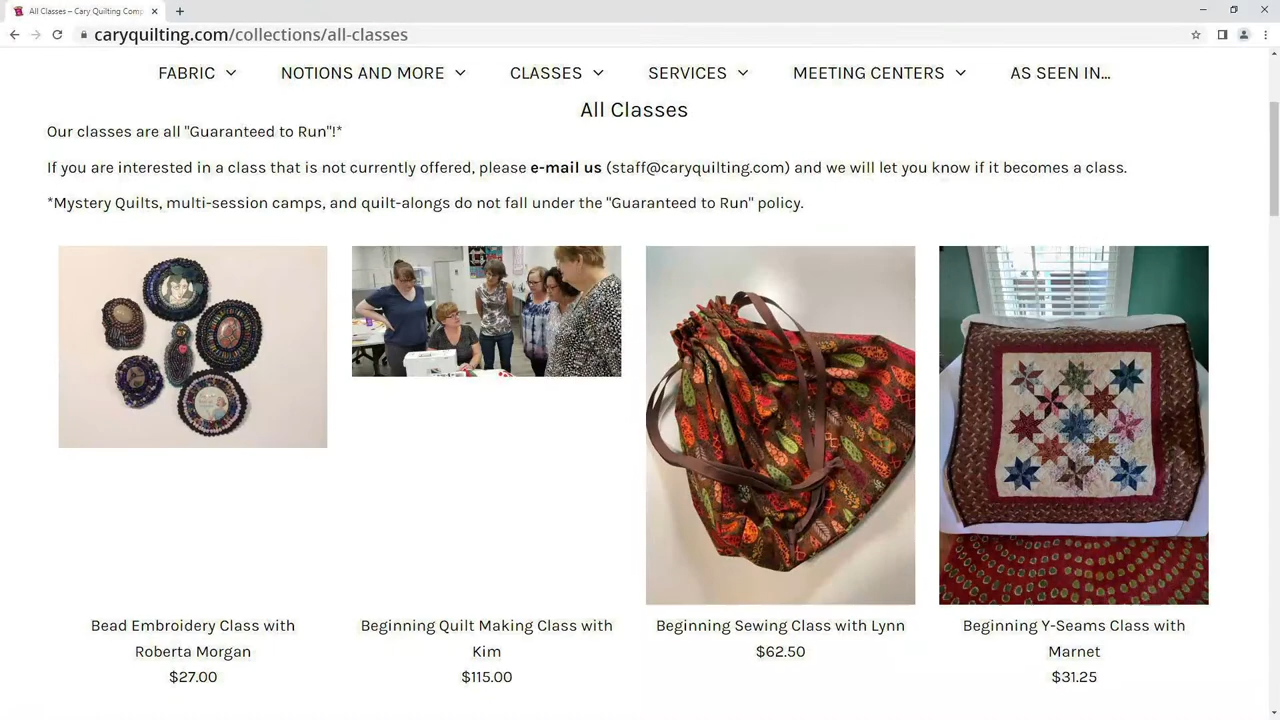 All Classes – Cary Quilting Comp
caryquilting.com/collections/all-classes
FABRIC NOTIONS AND MORE CLASSES SERVICES MEETING CENTERS AS SEEN IN...
All Classes
Our classes are all "Guaranteed to Run"!*
If you are interested in a class that is not currently offered, please e-mail us (staff@caryquilting.com) and we will let you know if it becomes a class.
*Mystery Quilts, multi-session camps, and quilt-alongs do not fall under the "Guaranteed to Run" policy.
Bead Embroidery Class with
Roberta Morgan
$27.00
Beginning Quilt Making Class with
Kim
$115.00
Beginning Sewing Class with Lynn
$62.50
Beginning Y-Seams Class with
Marnet
$31.25